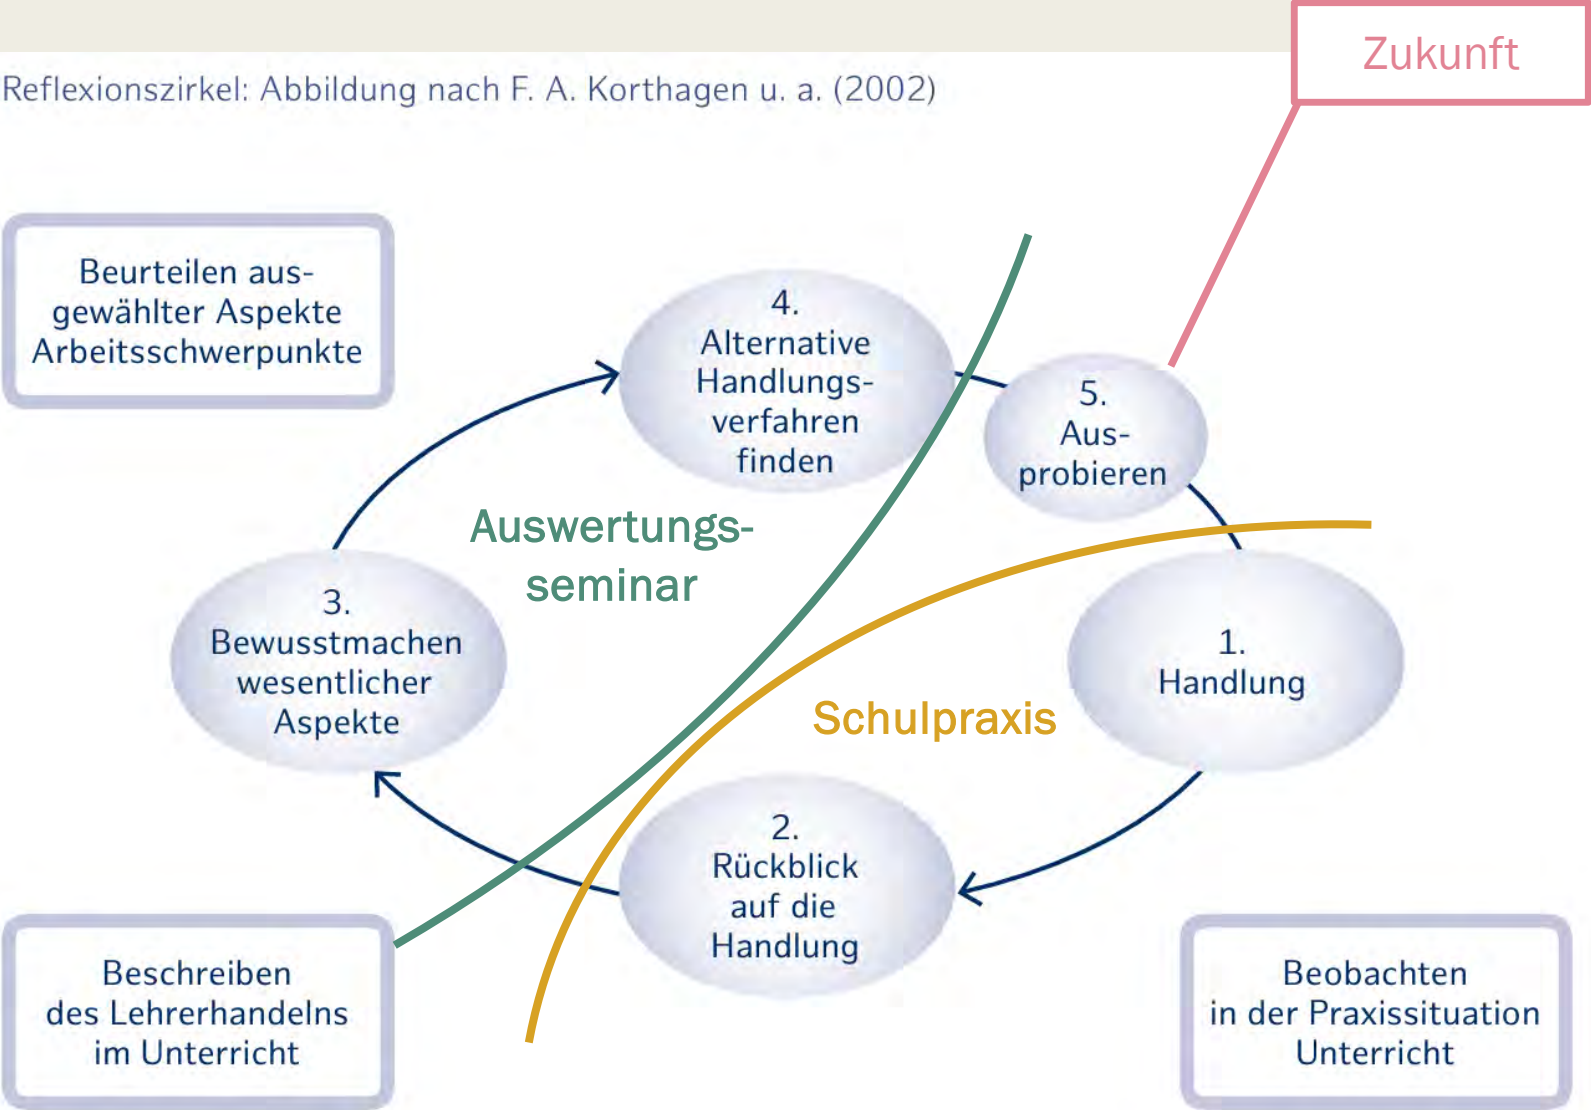 Zukunft
Reflexionszirkel: Abbildung nach F. A. Korthagen u. a. (2002)
Beurteilen aus-
gewählter Aspekte
Arbeitsschwerpunkte
4.
Alternative
Handlungs-
verfahren
finden
5.
Aus-
probieren
Auswertungs-
seminar
3.
Bewusstmachen
wesentlicher
Aspekte
1.
Handlung
Schulpraxis
2.
Rückblick
auf die
Handlung
Beschreiben
des Lehrerhandelns
im Unterricht
Beobachten
in der Praxissituation
Unterricht